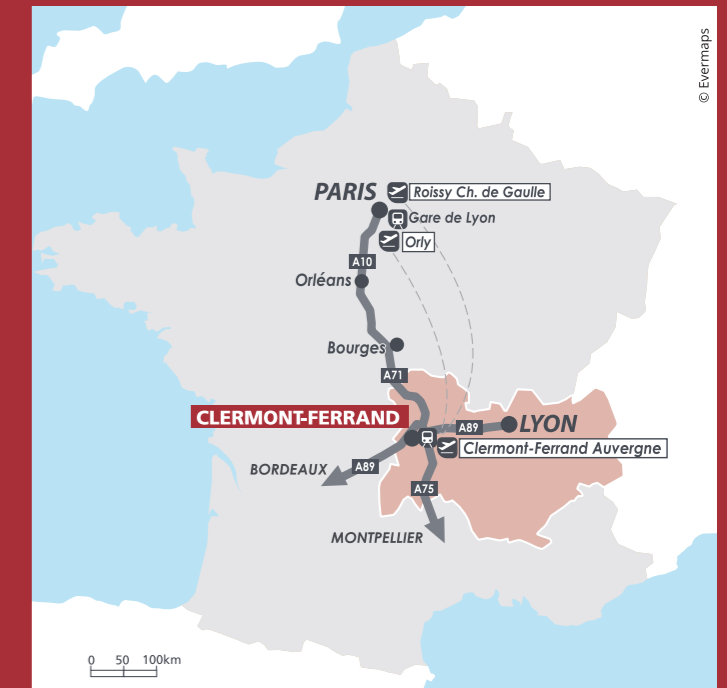 © Evermaps
PARIS
Roissy Ch. de Gaulle
Gare de Lyon
Orly
A10
Orléans
Bourges
A71
CLERMONT-FERRAND
A89
LYON
Clermont-Ferrand Auvergne
BORDEAUX
A89
A75
MONTPELLIER
0 50 100km